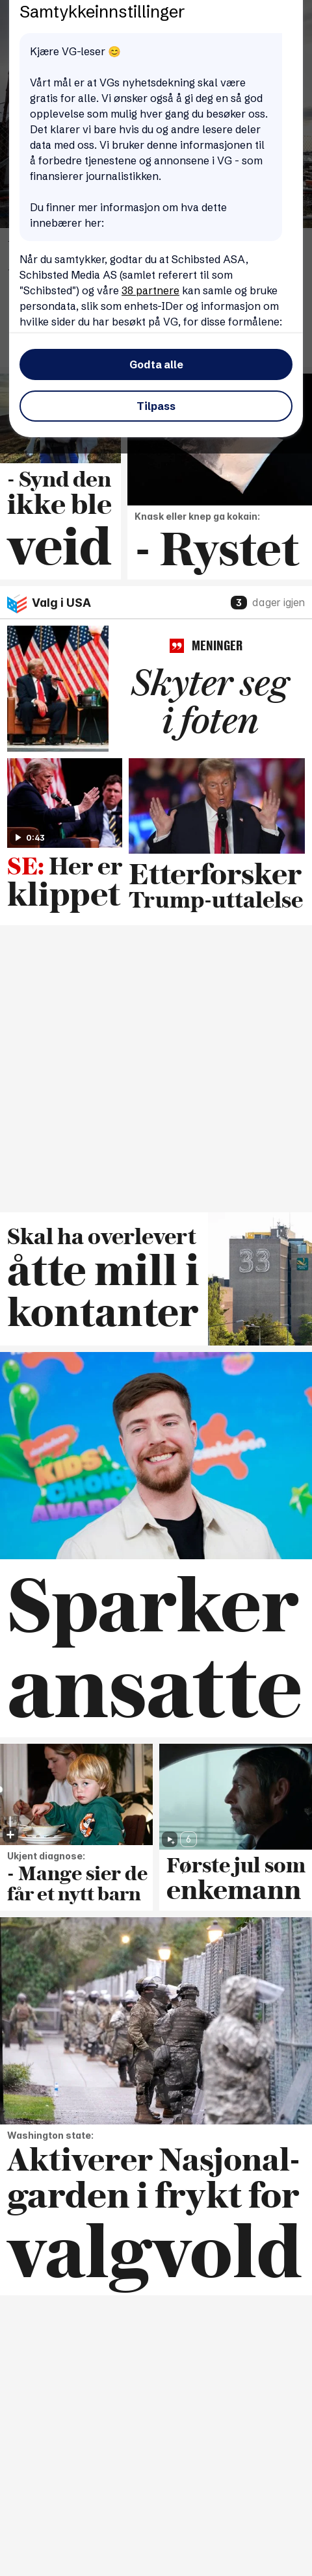 Samtykkeinnstillinger
Kjære VG-leser 😊
Vårt mål er at VGs nyhetsdekning skal være
gratis for alle. Vi ønsker også å gi deg en så god
opplevelse som mulig hver gang du besøker oss.
Det klarer vi bare hvis du og andre lesere deler
data med oss. Vi bruker denne informasjonen til
å forbedre tjenestene og annonsene i VG - som
finansierer journalistikken.
Du finner mer informasjon om hva dette
innebærer her:
Når du samtykker, godtar du at Schibsted ASA,
Schibsted Media AS (samlet referert til som
"Schibsted") og våre 38 partnere kan samle og bruke
persondata, slik som enhets-IDer og informasjon om
hvilke sider du har besøkt på VG, for disse formålene:
Godta alle
Tilpass
- Synd den
ikke ble
veid
Knask eller knep ga kokain:
- Rystet
Valg i USA
3 dager igjen
MENINGER
Skyter seg
i foten
0:43
SE: Her er
klippet
Etterforsker
Trump-uttalelse
Skal ha overlevert
åtte mill i
kontanter
33
nickelodeon
KIDS'
CHOICE
AWARDS
Sparker
ansatte
Ukjent diagnose:
- Mange sier de
får et nytt barn
6
Første jul som
enkemann
Washington state:
Aktiverer Nasjonal-
garden i frykt for
valgvold